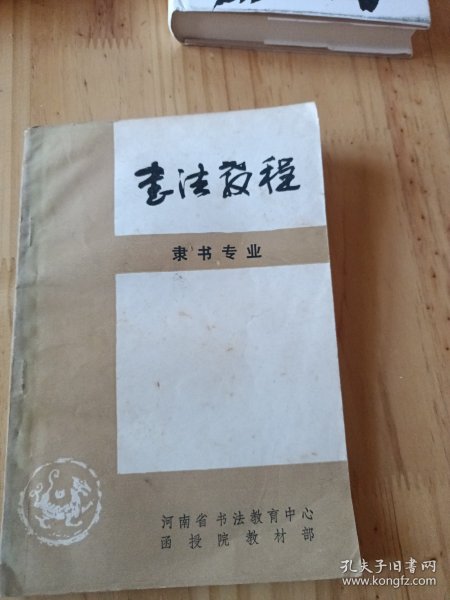 书法教程
隶书专业
河南省书法教育中心
函授院教材部
孔夫子旧书网
www.kongfz.com